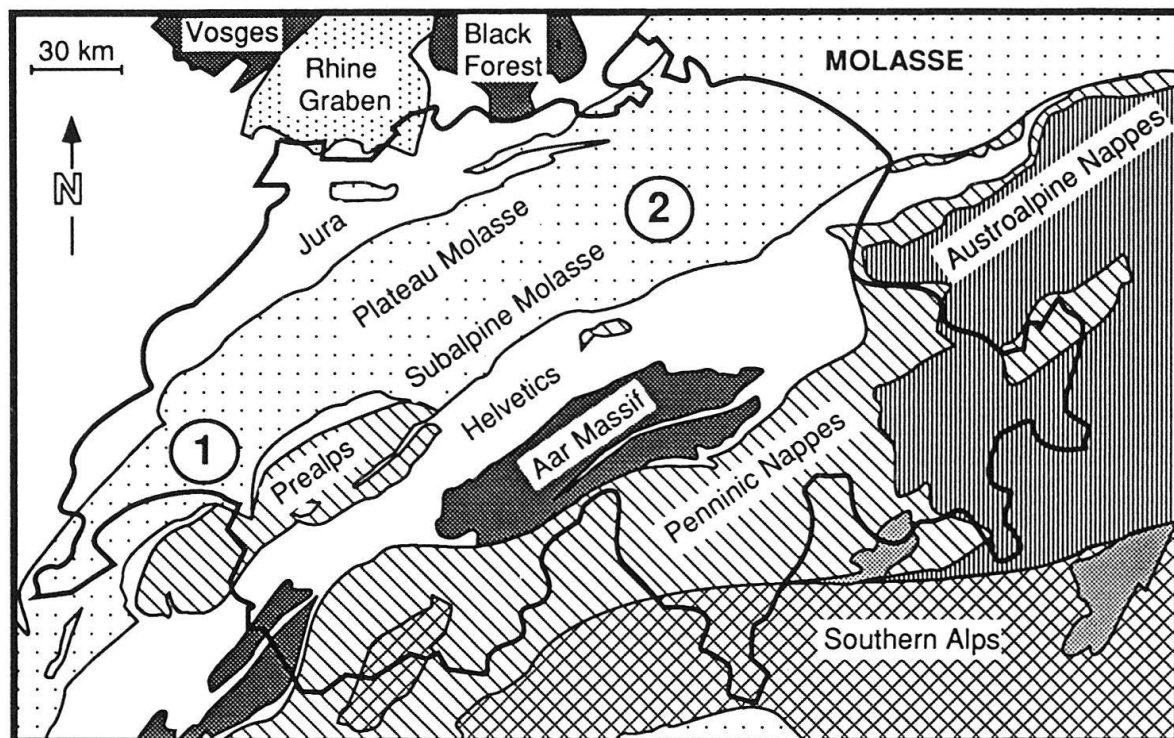 Vosges
30 km
Rhine
Graben
Black
Forest
MOLASSE
N
Jura
Plateau Molasse
2
Austroalpine Nappes
Subalpine Molasse
Helvetics
1
Prealps
Aar Massif
Penninic Nappes
Southern Alps